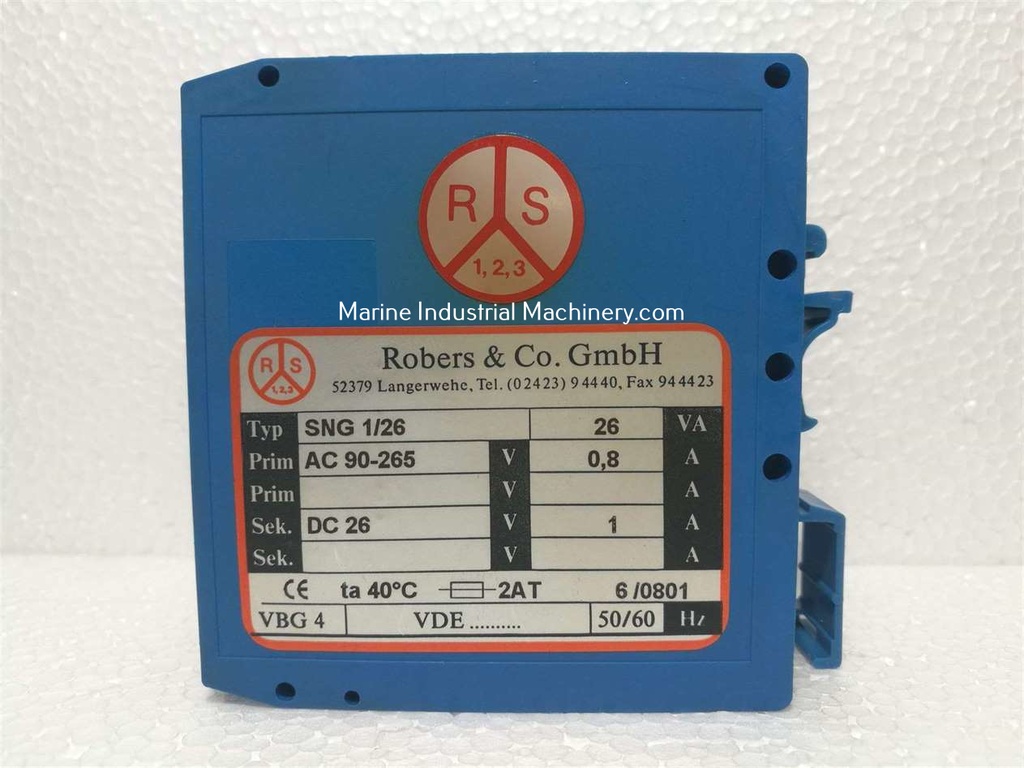 R S
1, 2, 3
Marine Industrial Machinery.com
R S
1, 2, 3
Robers & Co. GmbH
52379 Langerwehe, Tel. (02423) 94440, Fax 944423
Typ SNG 1/26 26 VA
Prim AC 90-265 V 0,8 A
Prim V A
Sek. DC 26 V 1 A
Sek. V A
CE ta 40°C 2AT 6 /0801
VBG 4 VDE .......... 50/60 Hz